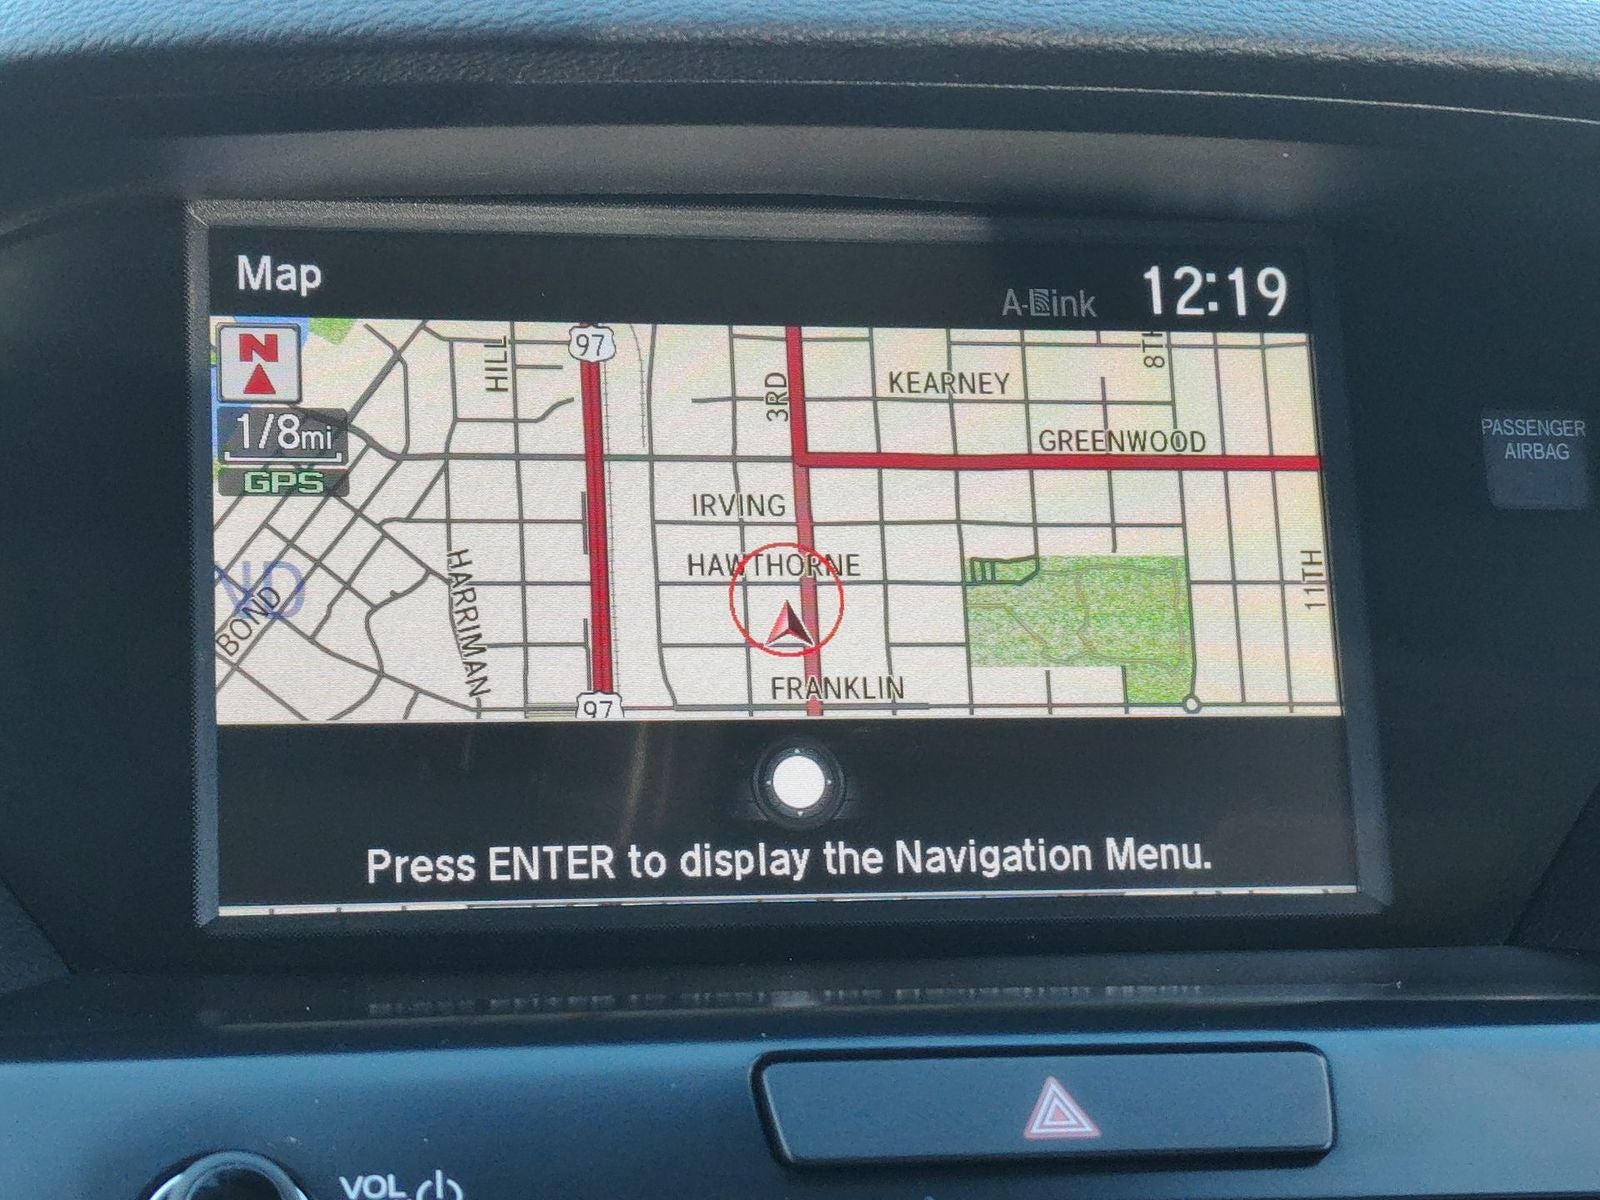 Map
A-Link
12:19
N
1/8mi
GPS
HILL
97
3RD
KEARNEY
8TH
GREENWOOD
IRVING
HAWTHORNE
BOND
HARRIMAN
11TH
FRANKLIN
97
Press ENTER to display the Navigation Menu.
PASSENGER
AIRBAG
VOL